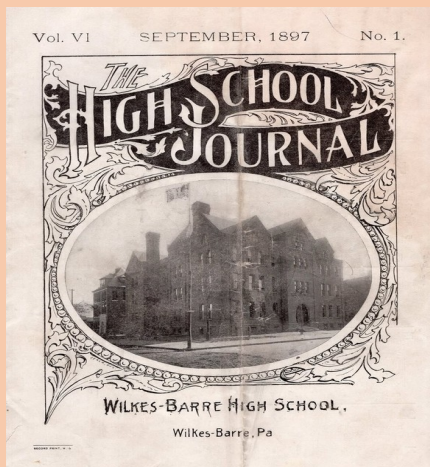 Vol. VI SEPTEMBER, 1897 No. 1.
THE
HIGH SCHOOL
JOURNAL
WILKES-BARRE HIGH SCHOOL.
Wilkes-Barre, Pa